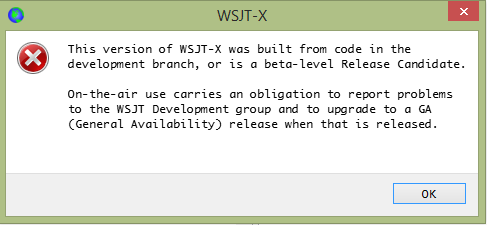 WSJT-X
This version of WSJT-X was built from code in the
development branch, or is a beta-level Release Candidate.
On-the-air use carries an obligation to report problems
to the WSJT Development group and to upgrade to a GA
(General Availability) release when that is released.
OK